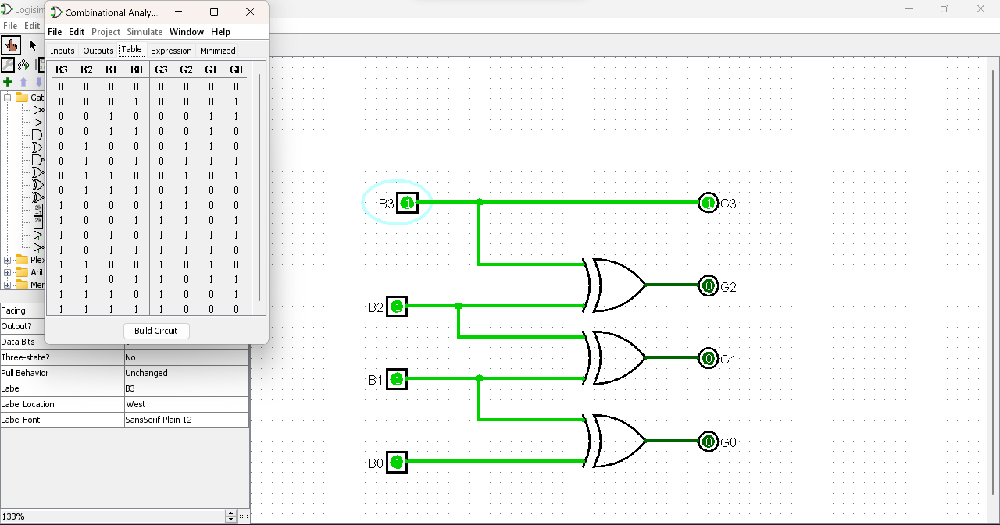 Logisim
File Edit
Combinational Analy...
File Edit Project Simulate Window Help
Inputs Outputs Table Expression Minimized
B3 B2 B1 B0 G3 G2 G1 G0
0 0 0 0 0 0 0 0
0 0 0 1 0 0 0 1
0 0 1 0 0 0 1 1
0 0 1 1 0 0 1 0
0 1 0 0 0 1 1 0
0 1 0 1 0 1 1 1
0 1 1 0 0 1 0 1
0 1 1 1 0 1 0 0
1 0 0 0 1 1 0 0
1 0 0 1 1 1 0 1
1 0 1 0 1 1 1 1
1 0 1 1 1 1 1 0
1 1 0 0 1 0 1 0
1 1 0 1 1 0 1 1
1 1 1 0 1 0 0 1
1 1 1 1 1 0 0 0
Build Circuit
Gat
2k
+1
2k
Plex
Arit
Mem
Facing
Output?
Data Bits
Three-state? No
Pull Behavior Unchanged
Label B3
Label Location West
Label Font SansSerif Plain 12
133%
B3 1 1 G3
0 G2
B2 1
0 G1
B1 1
0 G0
B0 1